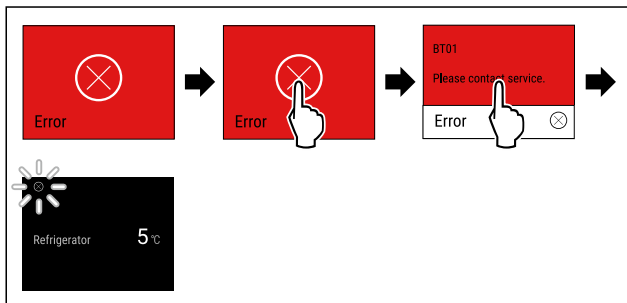 Error
Error
BT01
Please contact service.
Error
Refrigerator 5 °C